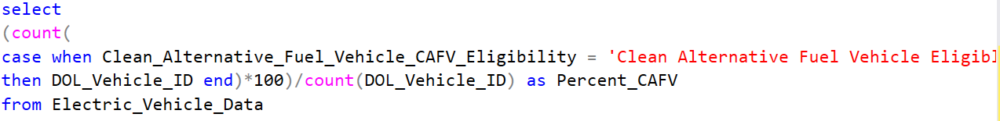 select
(count(
case when Clean_Alternative_Fuel_Vehicle_CAFV_Eligibility = 'Clean Alternative Fuel Vehicle Eligibl
then DOL_Vehicle_ID end)*100)/count(DOL_Vehicle_ID) as Percent_CAFV
from Electric_Vehicle_Data